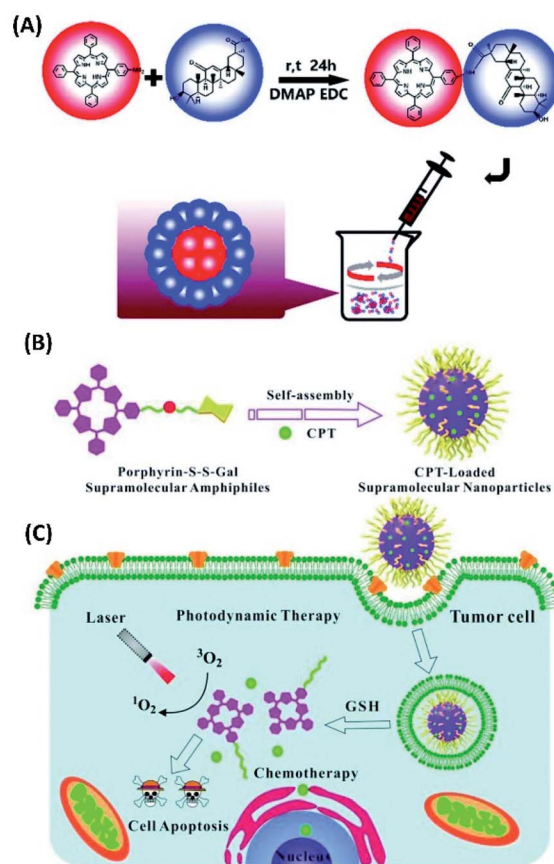 (A)
r,t 24h
DMAP EDC
(B)
Self-assembly
CPT
Porphyrin-S-S-Gal
Supramolecular Amphiphiles
CPT-Loaded
Supramolecular Nanoparticles
(C)
Laser
Photodynamic Therapy
Tumor cell
³O₂
¹O₂
GSH
Chemotherapy
Cell Apoptosis
Nucleus